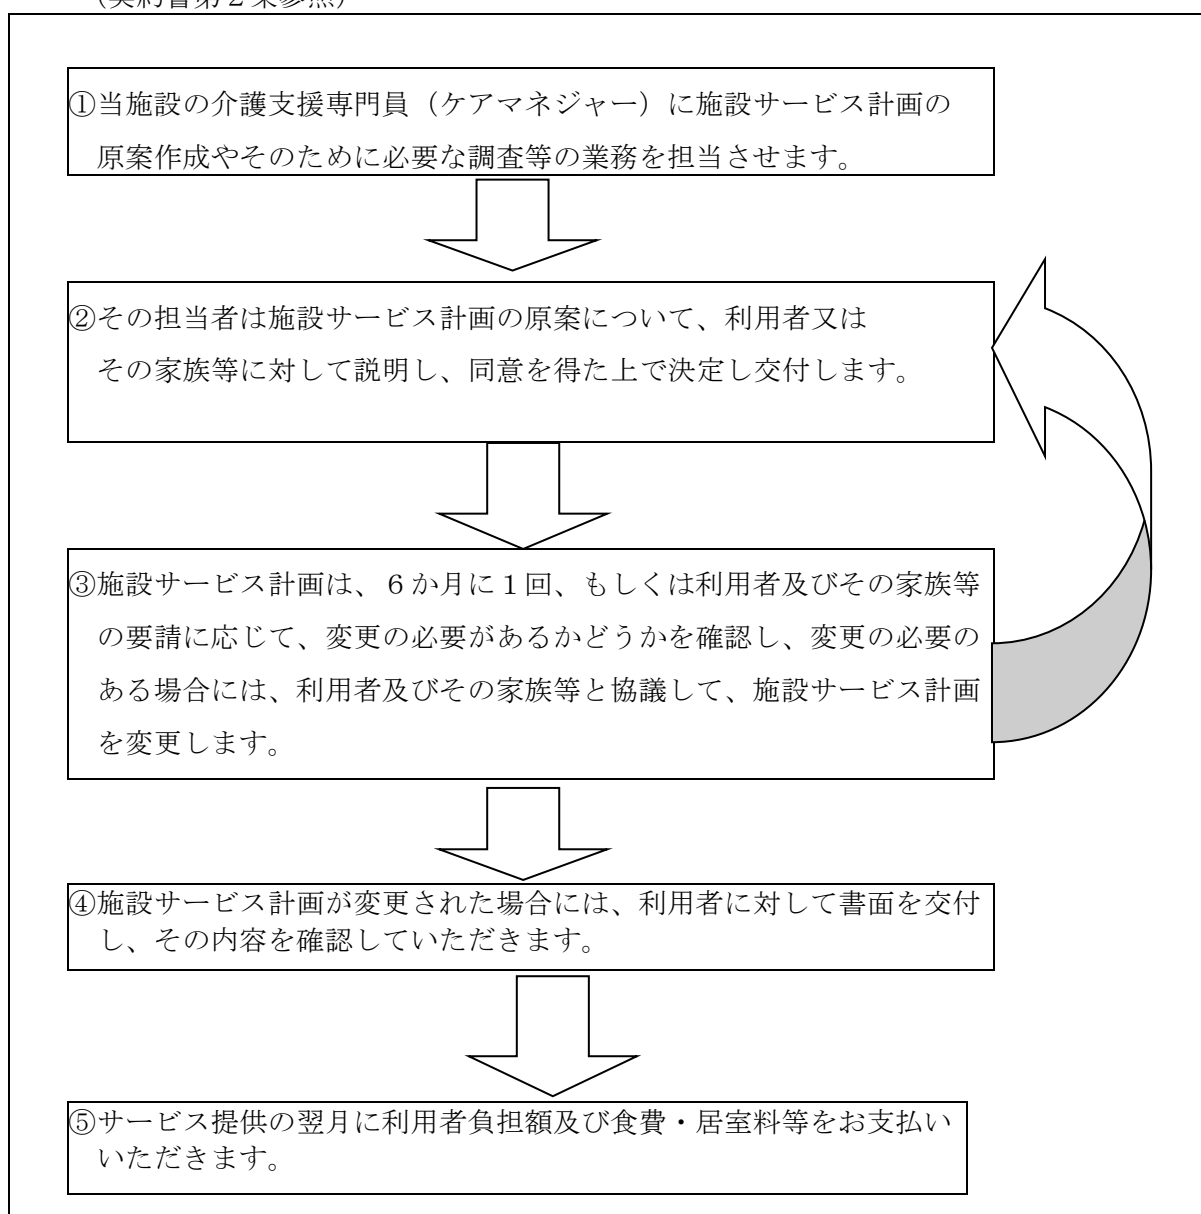 (契約書第2条参照)
①当施設の介護支援専門員(ケアマネジャー)に施設サービス計画の
原案作成やそのために必要な調査等の業務を担当させます。
②その担当者は施設サービス計画の原案について、利用者又は
その家族等に対して説明し、同意を得た上で決定し交付します。
③施設サービス計画は、6か月に1回、もしくは利用者及びその家族等
の要請に応じて、変更の必要があるかどうかを確認し、変更の必要の
ある場合には、利用者及びその家族等と協議して、施設サービス計画
を変更します。
④施設サービス計画が変更された場合には、利用者に対して書面を交付
し、その内容を確認していただきます。
⑤サービス提供の翌月に利用者負担額及び食費・居室料等をお支払い
いただきます。